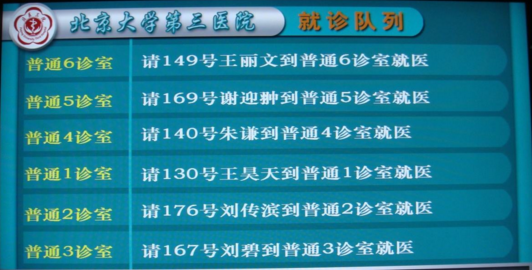 北京大学第三医院 就诊队列
普通6诊室 请149号王丽文到普通6诊室就医
普通5诊室 请169号谢迎翀到普通5诊室就医
普通4诊室 请140号朱谦到普通4诊室就医
普通1诊室 请130号王昊天到普通1诊室就医
普通2诊室 请176号刘传滨到普通2诊室就医
普通3诊室 请167号刘碧到普通3诊室就医